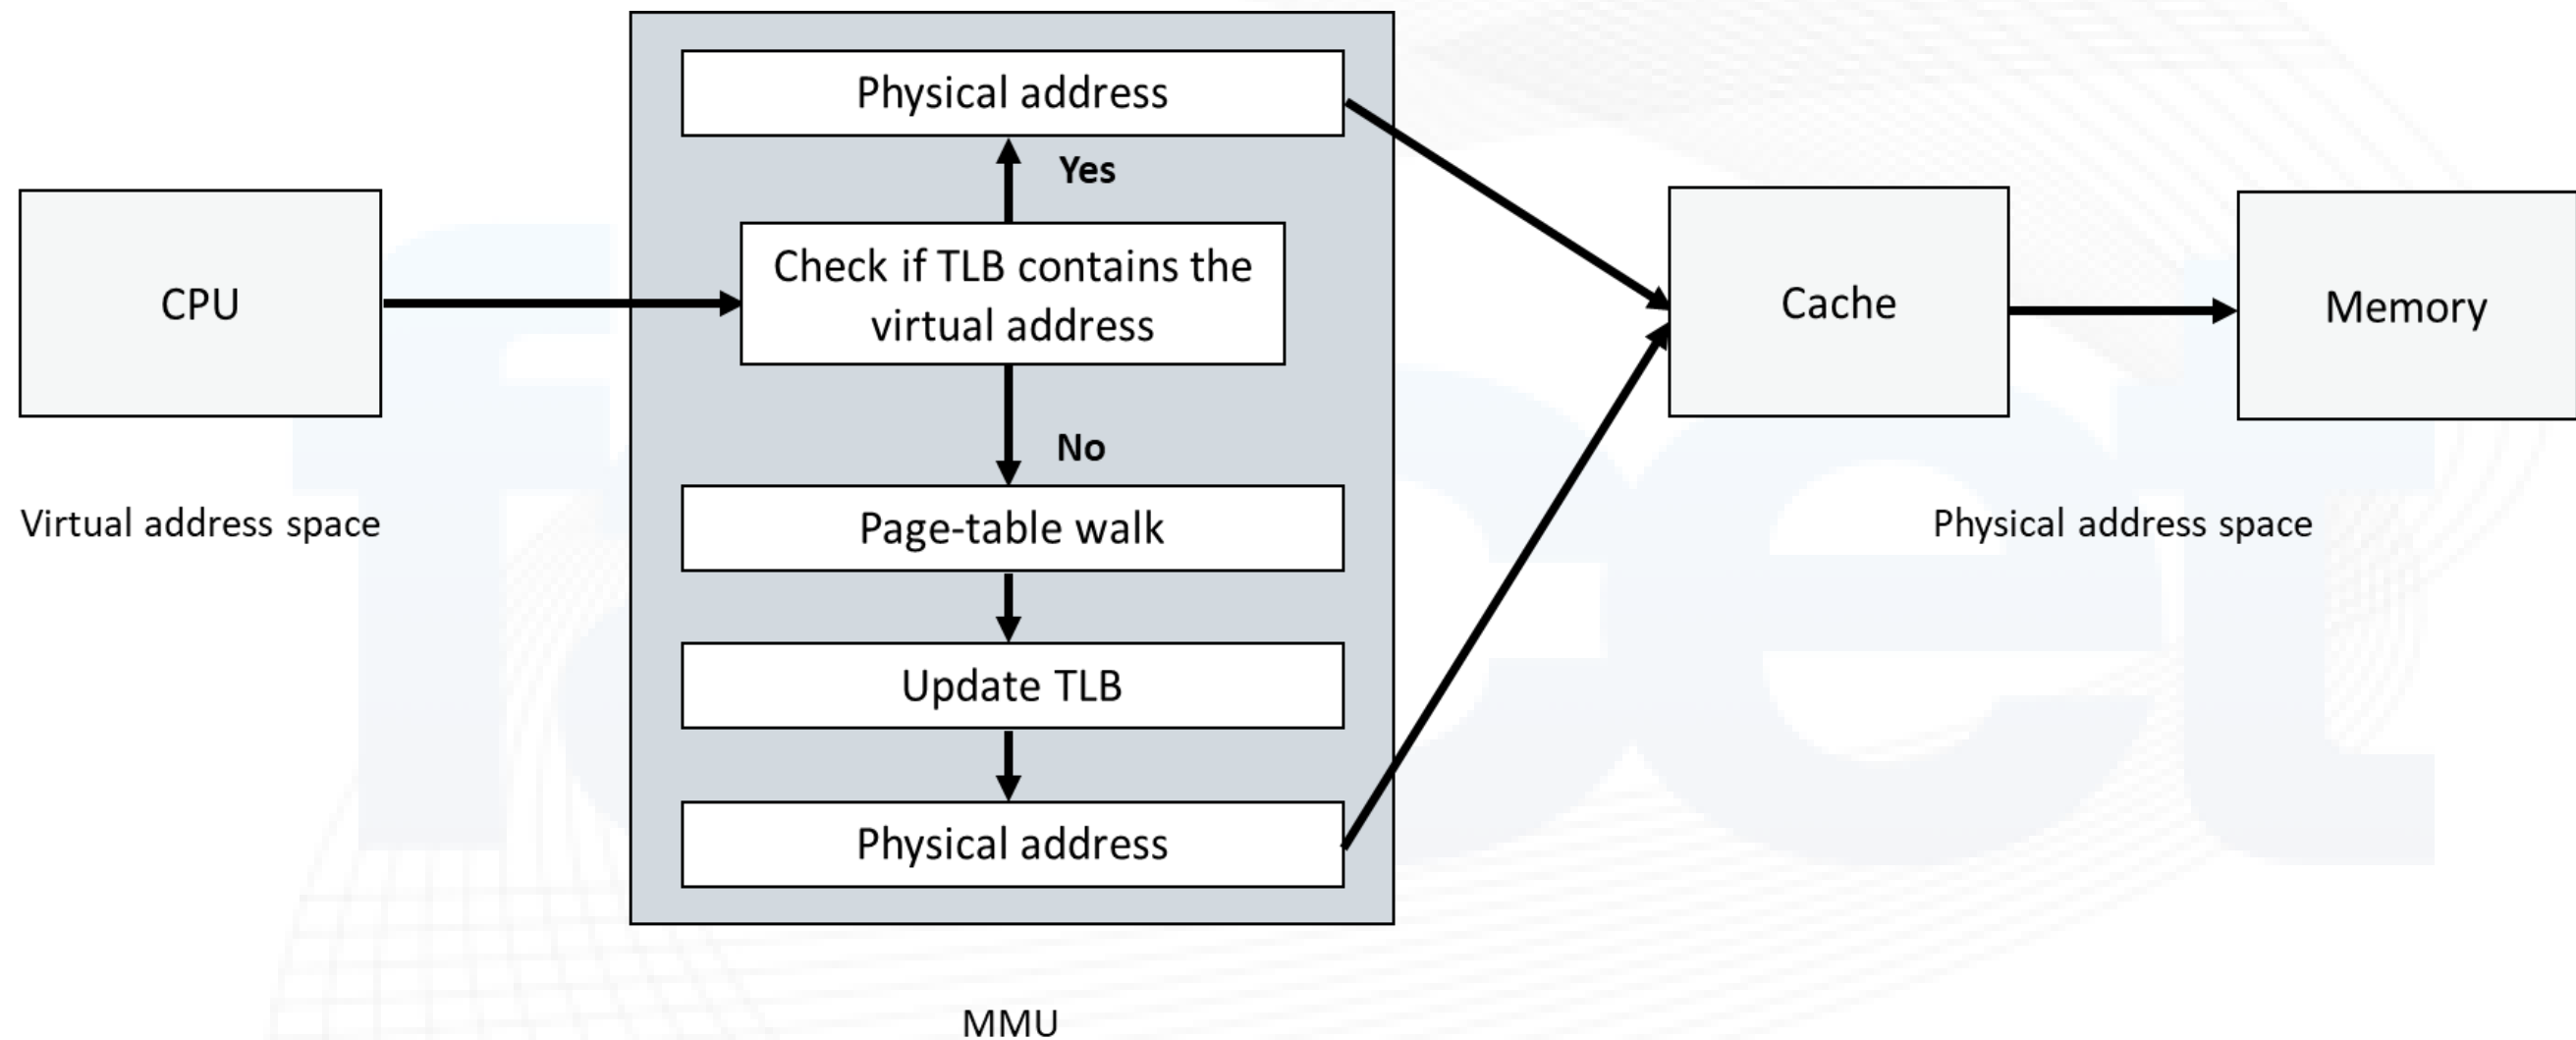 Physical address
Yes
CPU
Check if TLB contains the
virtual address
Cache
Memory
No
Virtual address space
Page-table walk
Physical address space
Update TLB
Physical address
MMU